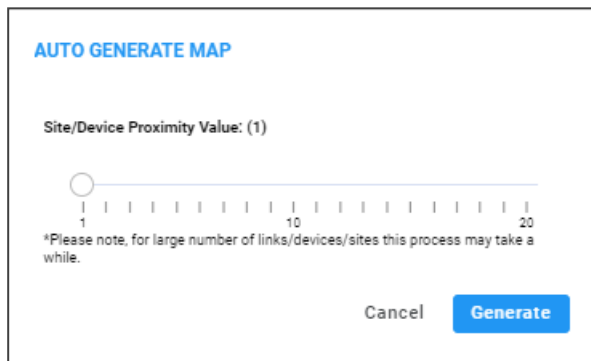 AUTO GENERATE MAP
Site/Device Proximity Value: (1)
1 10 20
*Please note, for large number of links/devices/sites this process may take a
while.
Cancel Generate